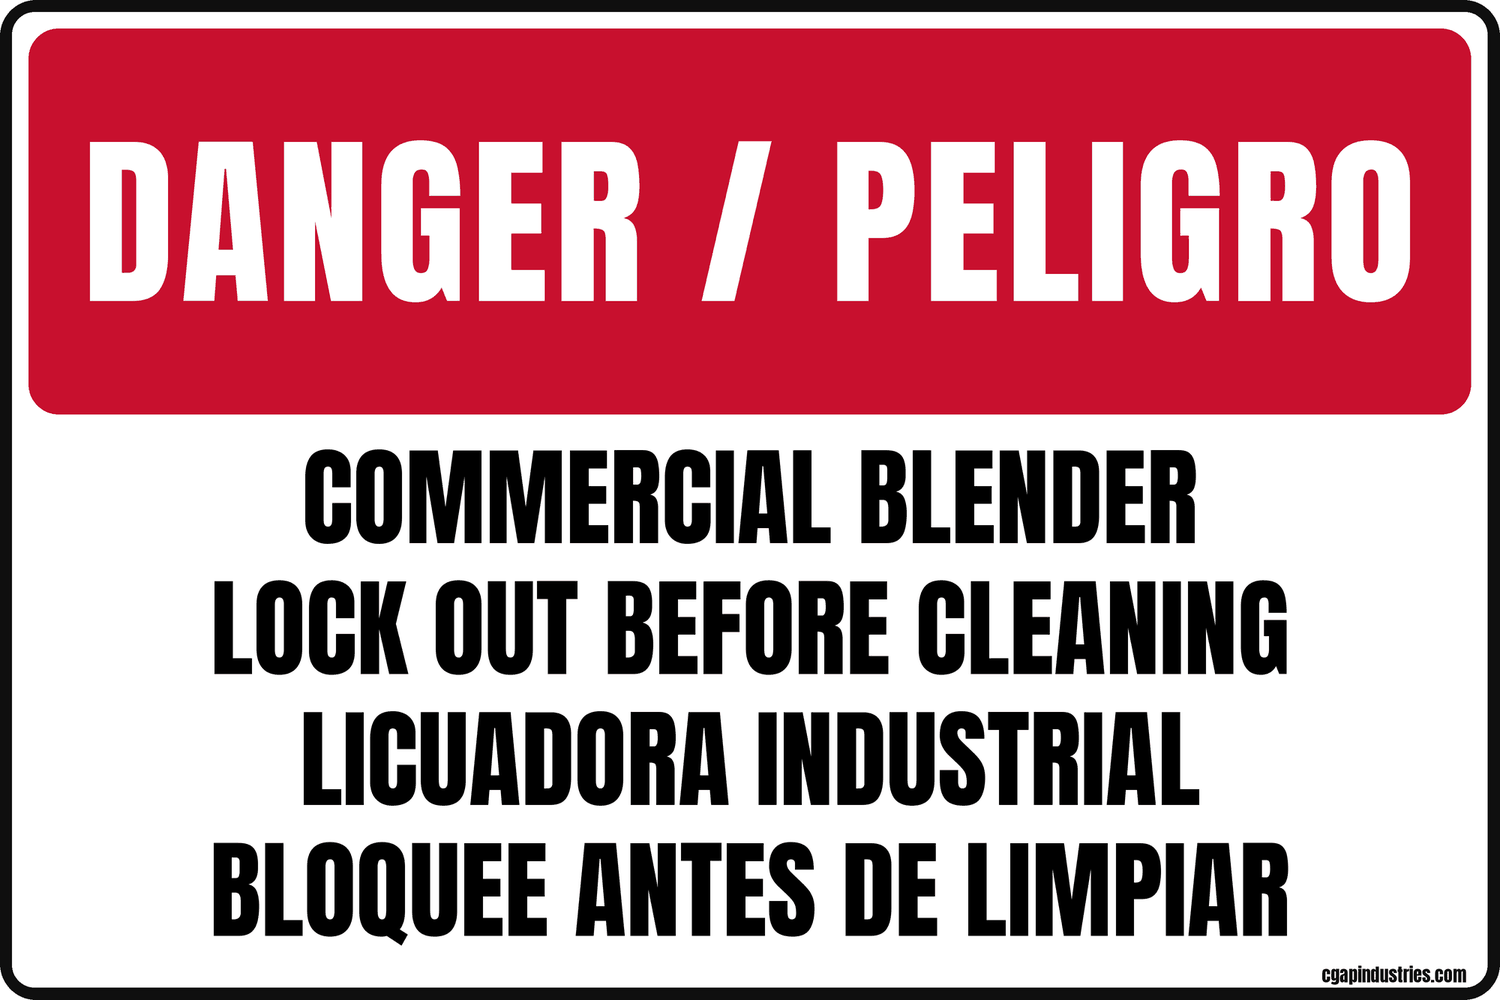 DANGER / PELIGRO
COMMERCIAL BLENDER
LOCK OUT BEFORE CLEANING
LICUADORA INDUSTRIAL
BLOQUEE ANTES DE LIMPIAR
cgapindustries.com